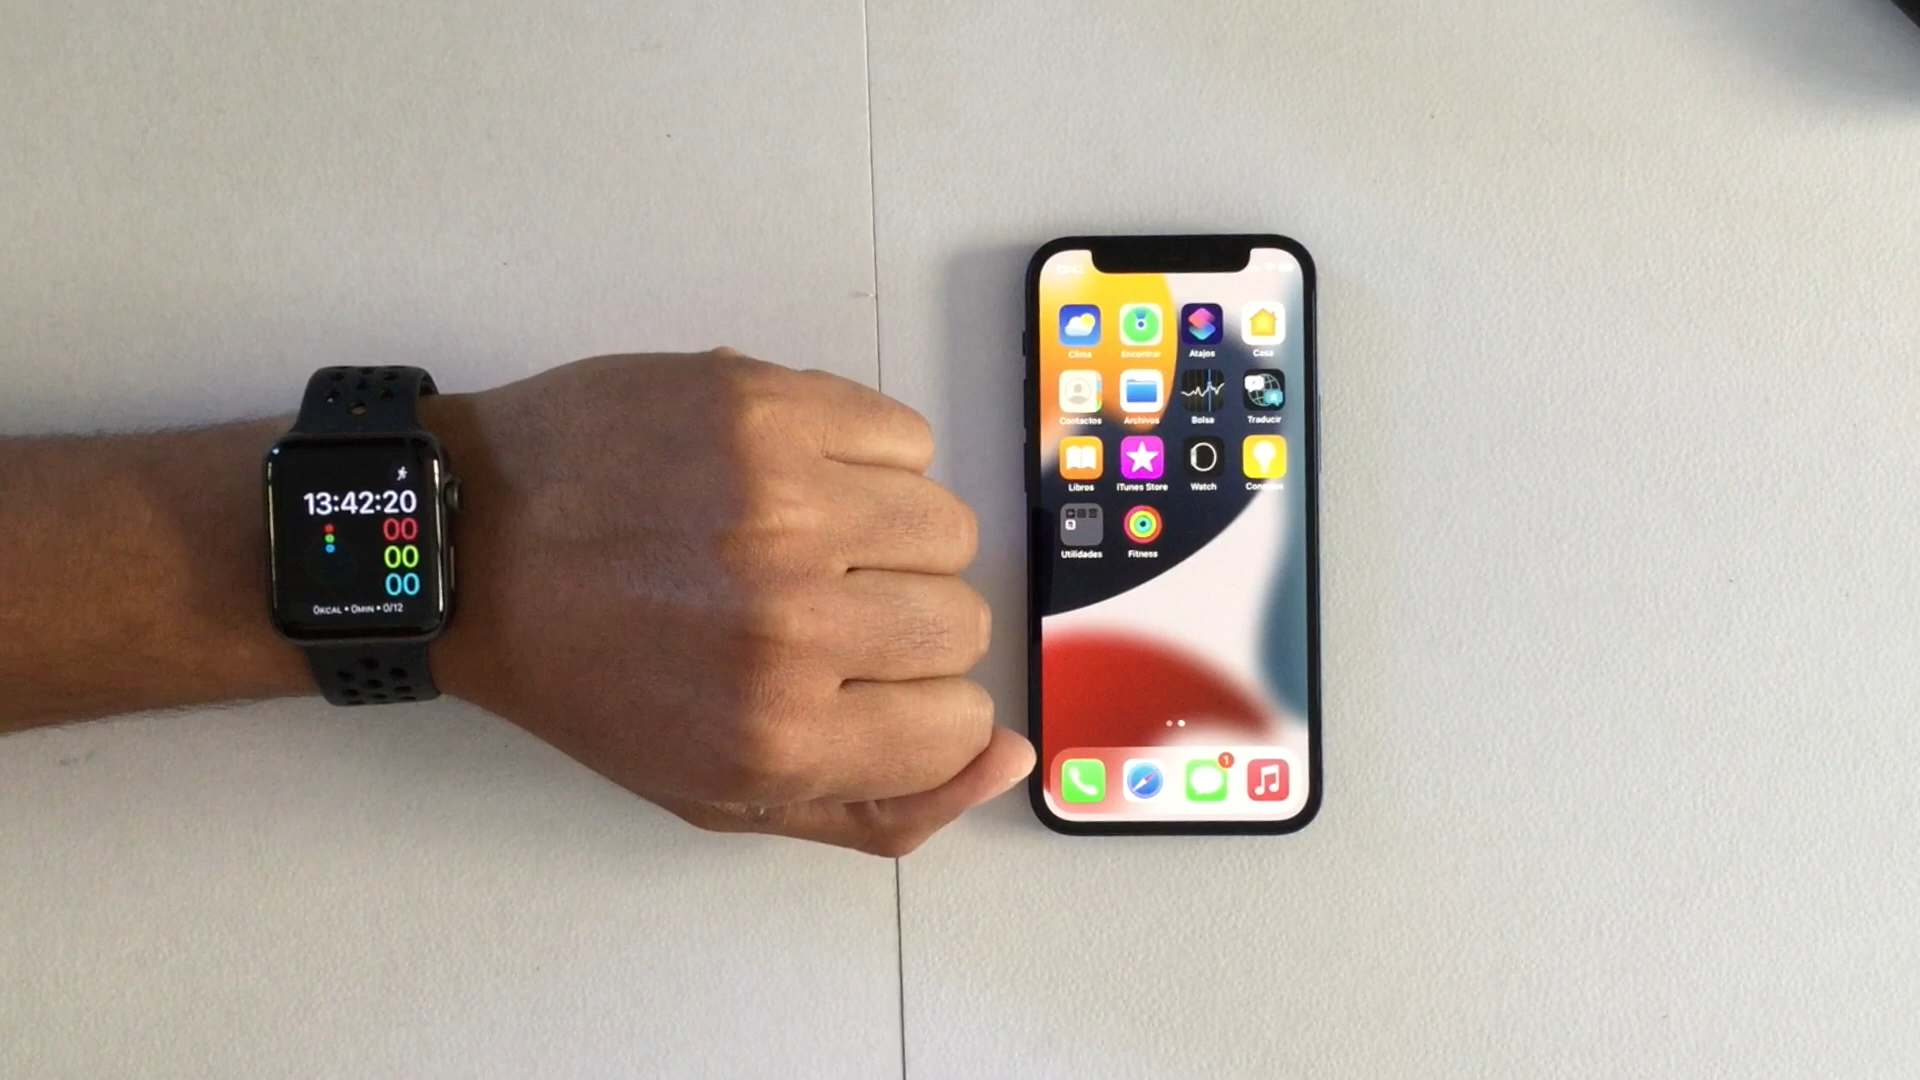 13:42:20
00
00
00
0KCAL • 0MIN • 0/12
Clima Encontrar Atajos Casa
Contactos Archivos Bolsa Traducir
Libros iTunes Store Watch
Utilidades Fitness
1